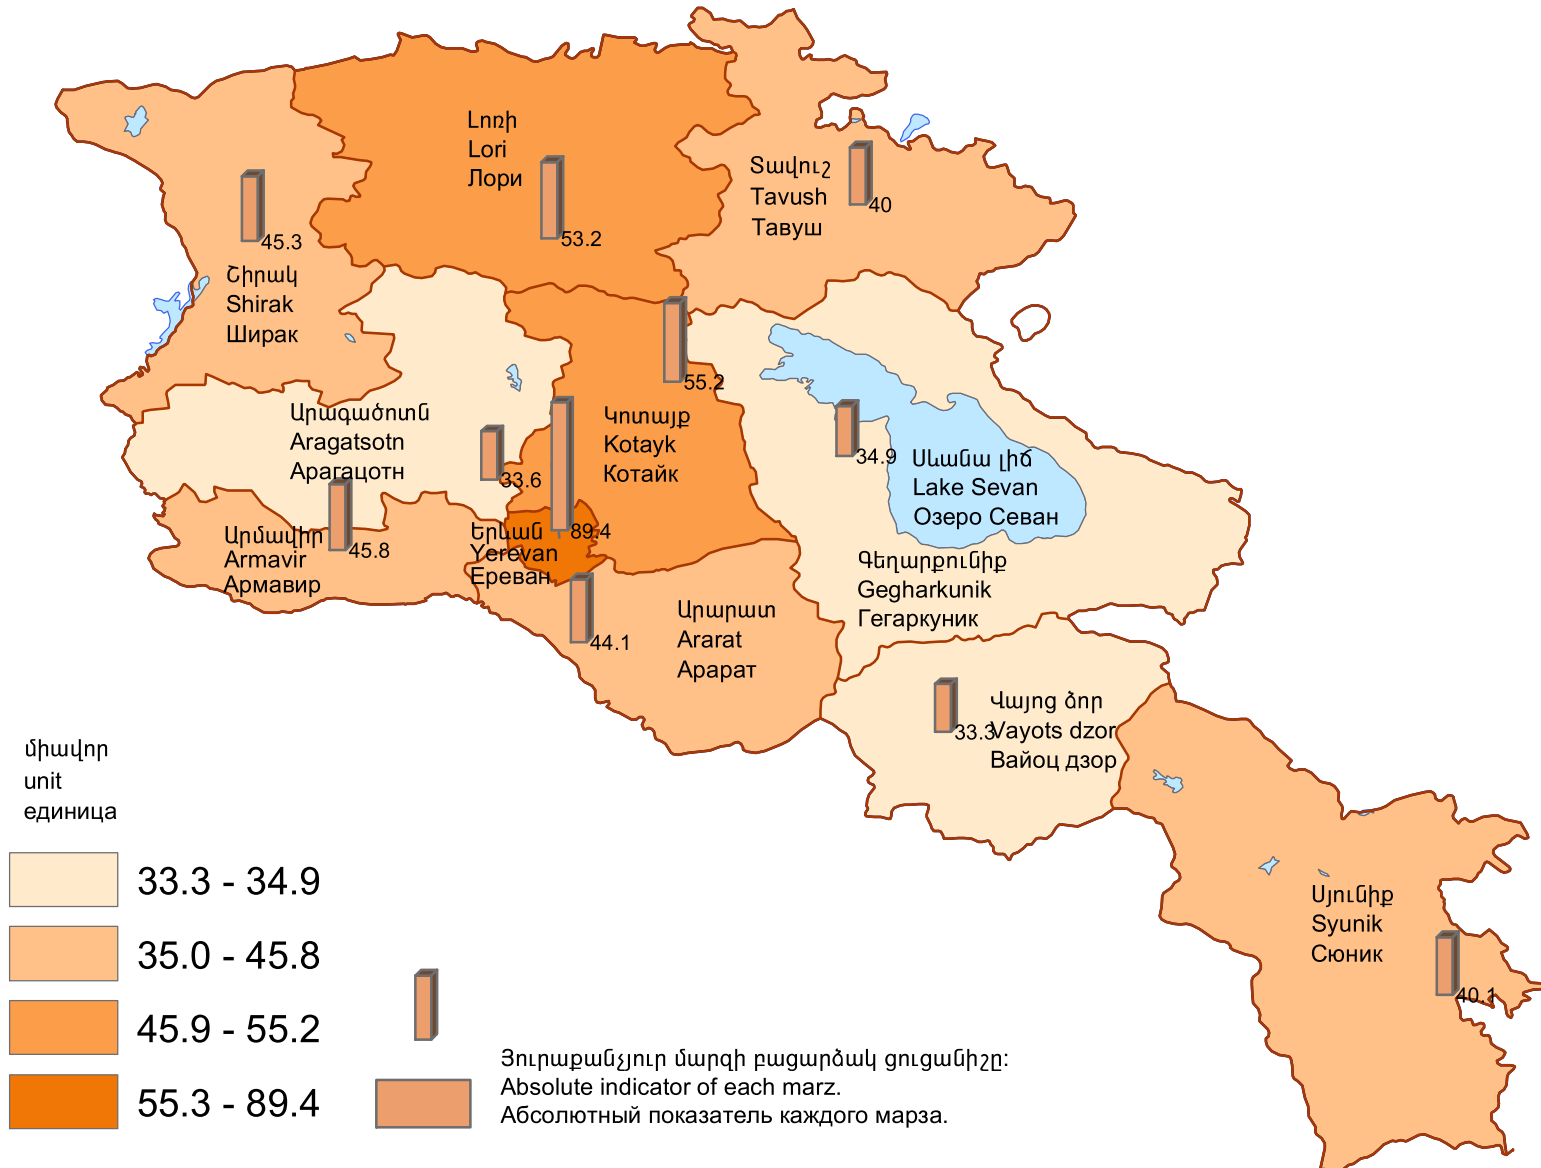 Լոռի
Lori
Лори
53.2
Տավուշ
Tavush
Тавуш
40
45.3
Շիրակ
Shirak
Ширак
55.2
Կոտայք
Kotayk
Котайк
Արագածոտն
Aragatsotn
Арагацотн
33.6
34.9
Սևանա լիճ
Lake Sevan
Озеро Севан
Արմավիր
Armavir
Армавир
45.8
Երևան
Yerevan
Ереван
89.4
Գեղարքունիք
Gegharkunik
Гегаркуник
44.1
Արարատ
Ararat
Арарат
33.3
Վայոց ձոր
Vayots dzor
Вайоц дзор
Սյունիք
Syunik
Сюник
40.1
միավոր
unit
единица
33.3 - 34.9
35.0 - 45.8
45.9 - 55.2
55.3 - 89.4
Յուրաքանչյուր մարզի բացարձակ ցուցանիշը:
Absolute indicator of each marz.
Абсолютный показатель каждого марза.